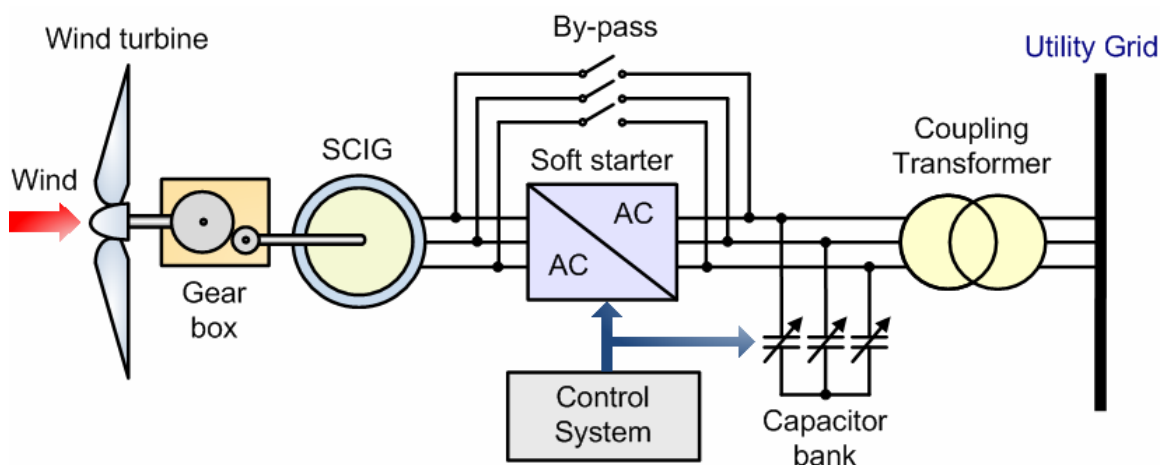 Wind turbine
By-pass
Utility Grid
SCIG
Soft starter
Coupling
Transformer
Wind
AC
AC
Gear
box
Control
System
Capacitor
bank